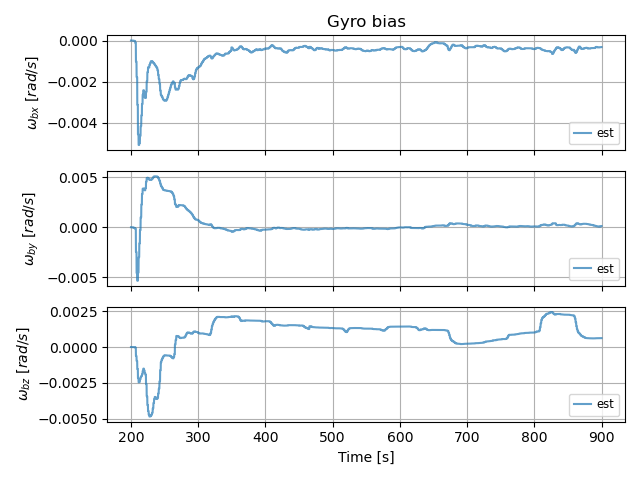 Gyro bias
0.000
−0.002
−0.004
ω_bx [rad/s]
est
0.005
0.000
−0.005
ω_by [rad/s]
est
0.0025
0.0000
−0.0025
−0.0050
ω_bz [rad/s]
est
200 300 400 500 600 700 800 900
Time [s]